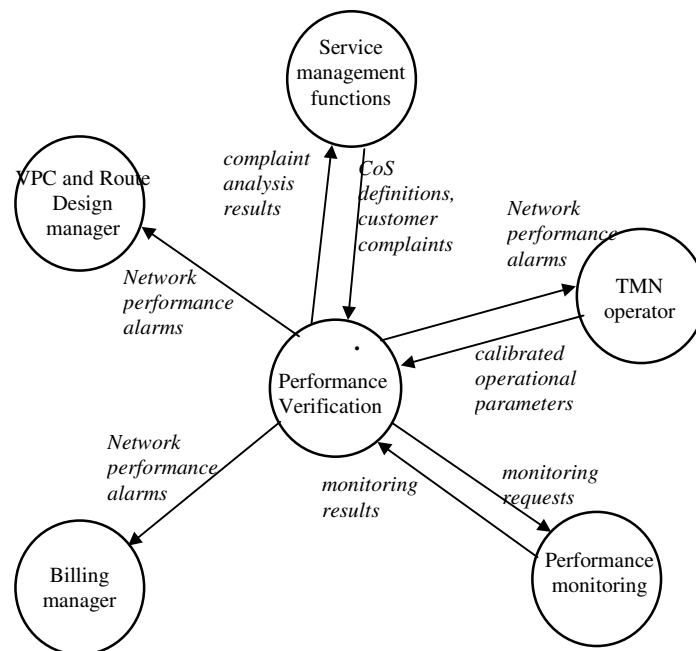 Service
management
functions
complaint
analysis
results
CoS
definitions,
customer
complaints
VPC and Route
Design
manager
Network
performance
alarms
Network
performance
alarms
TMN
operator
calibrated
operational
parameters
Performance
Verification
Network
performance
alarms
monitoring
results
monitoring
requests
Billing
manager
Performance
monitoring